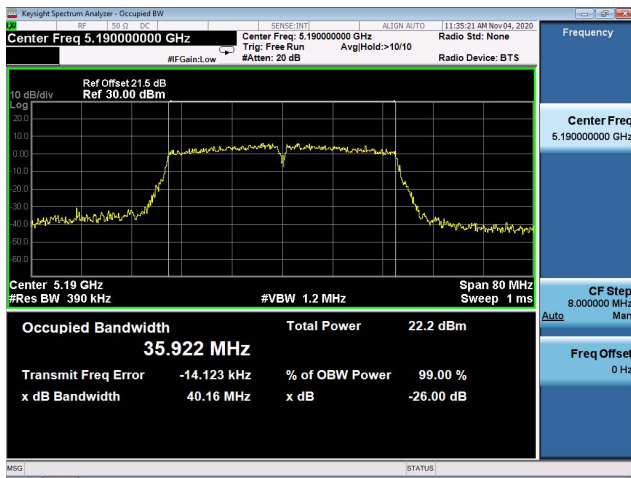 Keysight Spectrum Analyzer - Occupied BW
RF 50 Ω DC SENSE:INT ALIGN AUTO 11:35:21 AM Nov 04, 2020
Center Freq 5.190000000 GHz
Center Freq: 5.190000000 GHz
Radio Std: None
Trig: Free Run Avg|Hold:>10/10
#IFGain:Low
#Atten: 20 dB
Radio Device: BTS
Frequency
Ref Offset 21.5 dB
10 dB/div Ref 30.00 dBm
Log
20.0
10.0
0.00
-10.0
-20.0
-30.0
-40.0
-50.0
-60.0
Center 5.19 GHz
Span 80 MHz
#Res BW 390 kHz
#VBW 1.2 MHz
Sweep 1 ms
Occupied Bandwidth
35.922 MHz
Total Power 22.2 dBm
Transmit Freq Error -14.123 kHz
% of OBW Power 99.00 %
x dB Bandwidth 40.16 MHz
x dB -26.00 dB
Center Freq
5.190000000 GHz
CF Step
8.000000 MHz
Auto Man
Freq Offset
0 Hz
MSG
STATUS